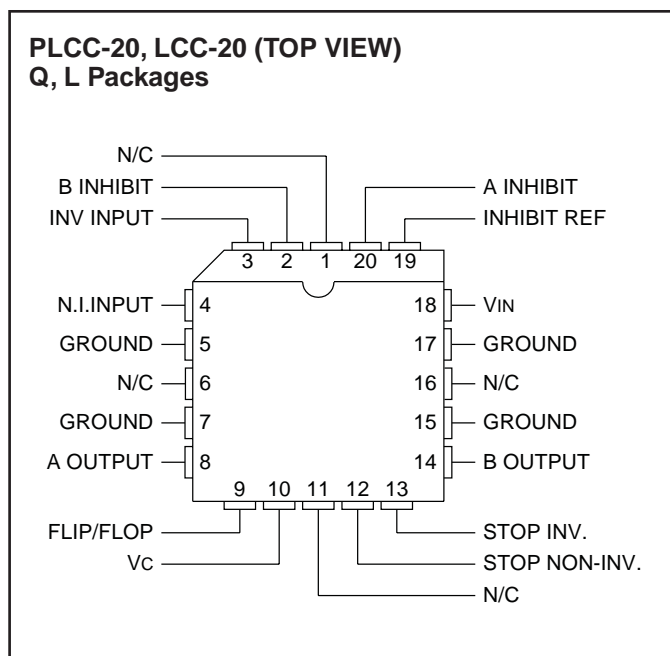 PLCC-20, LCC-20 (TOP VIEW)
Q, L Packages
N/C
B INHIBIT
A INHIBIT
INV INPUT
INHIBIT REF
3 2 1 20 19
N.I.INPUT 4 18 VIN
GROUND 5 17 GROUND
N/C 6 16 N/C
GROUND 7 15 GROUND
A OUTPUT 8 14 B OUTPUT
9 10 11 12 13
FLIP/FLOP STOP INV.
VC STOP NON-INV.
N/C